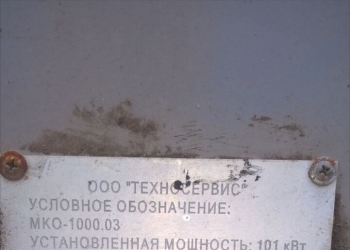 ООО "ТЕХНОСЕРВИС"
УСЛОВНОЕ ОБОЗНАЧЕНИЕ:
МКО-1000.03
УСТАНОВЛЕННАЯ МОЩНОСТЬ: 101 кВт